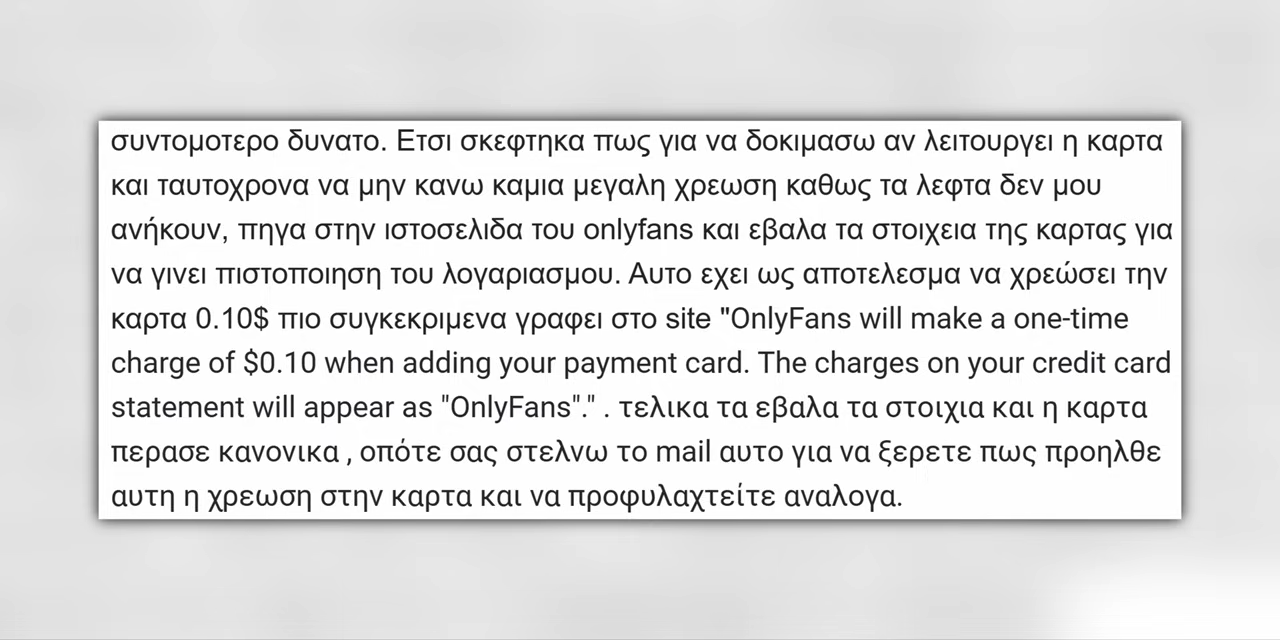 συντομοτερο δυνατο. Ετσι σκεφτηκα πως για να δοκιμασω αν λειτουργει η καρτα
και ταυτοχρονα να μην κανω καμια μεγαλη χρεωση καθως τα λεφτα δεν μου
ανήκουν, πηγα στην ιστοσελιδα του onlyfans και εβαλα τα στοιχεια της καρτας για
να γινει πιστοποιηση του λογαριασμου. Αυτο εχει ως αποτελεσμα να χρεώσει την
καρτα 0.10$ πιο συγκεκριμενα γραφει στο site "OnlyFans will make a one-time
charge of $0.10 when adding your payment card. The charges on your credit card
statement will appear as "OnlyFans"." . τελικα τα εβαλα τα στοιχια και η καρτα
περασε κανονικα , οπότε σας στελνω το mail αυτο για να ξερετε πως προηλθε
αυτη η χρεωση στην καρτα και να προφυλαχτείτε αναλογα.